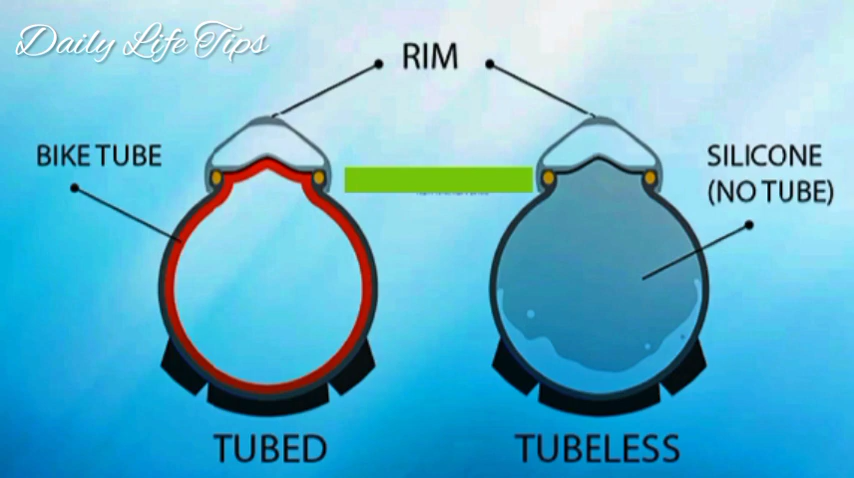 Daily Life Tips
RIM
BIKE TUBE
SILICONE
(NO TUBE)
TUBED
TUBELESS